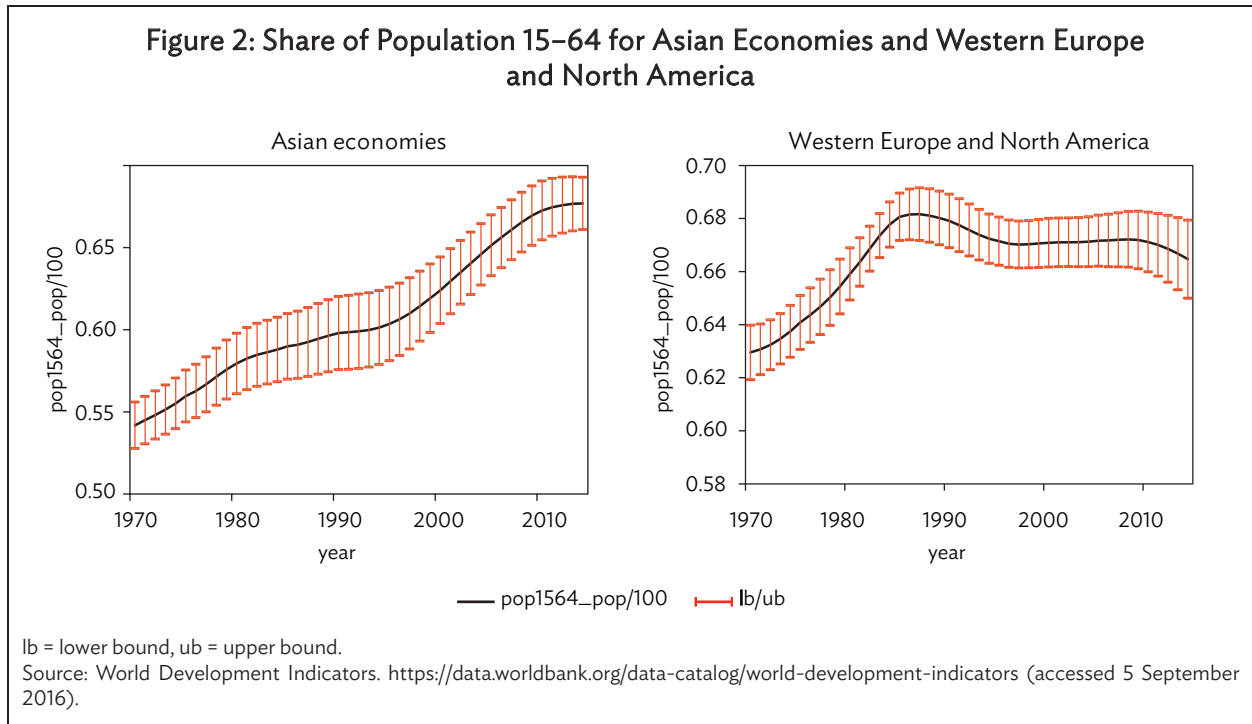 Figure 2: Share of Population 15–64 for Asian Economies and Western Europe
and North America
Asian economies
pop1564_pop/100
0.65
0.60
0.55
0.50
1970 1980 1990 2000 2010
year
Western Europe and North America
pop1564_pop/100
0.70
0.68
0.66
0.64
0.62
0.60
0.58
1970 1980 1990 2000 2010
year
pop1564_pop/100 lb/ub
lb = lower bound, ub = upper bound.
Source: World Development Indicators. https://data.worldbank.org/data-catalog/world-development-indicators (accessed 5 September
2016).